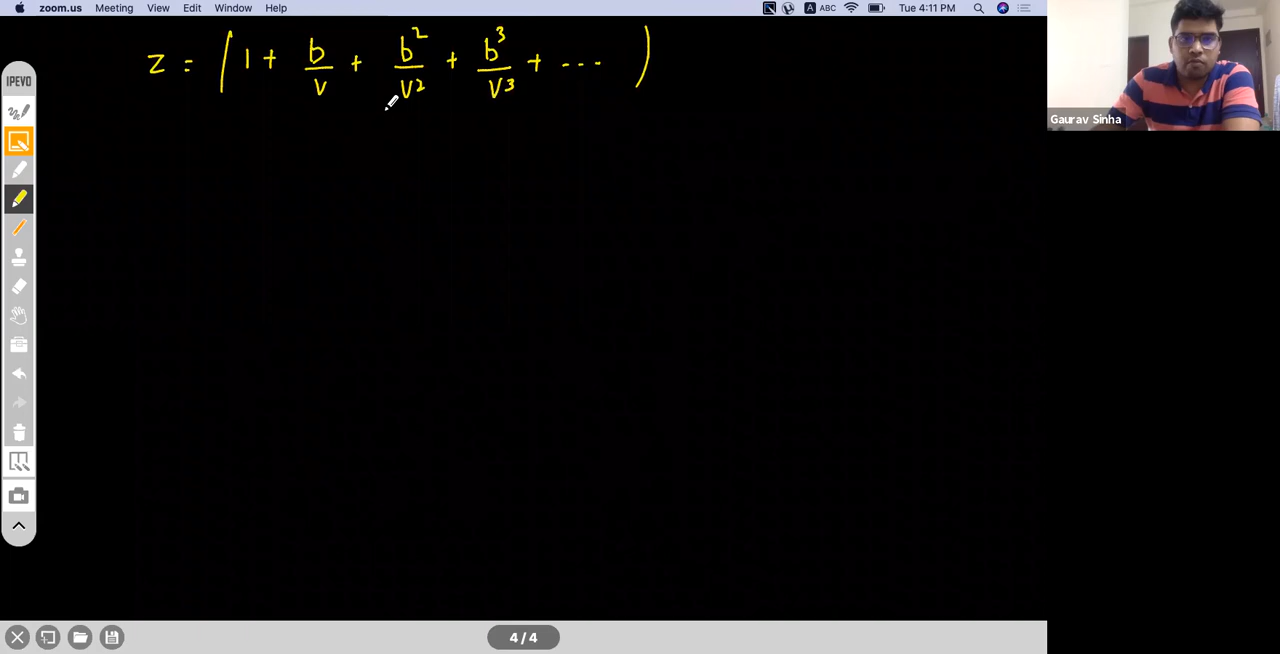 zoom.us Meeting View Edit Window Help A ABC Tue 4:11 PM
z = ( 1 + b/v + b²/v² + b³/v³ + --- )
IPEVO
Gaurav Sinha
4 / 4